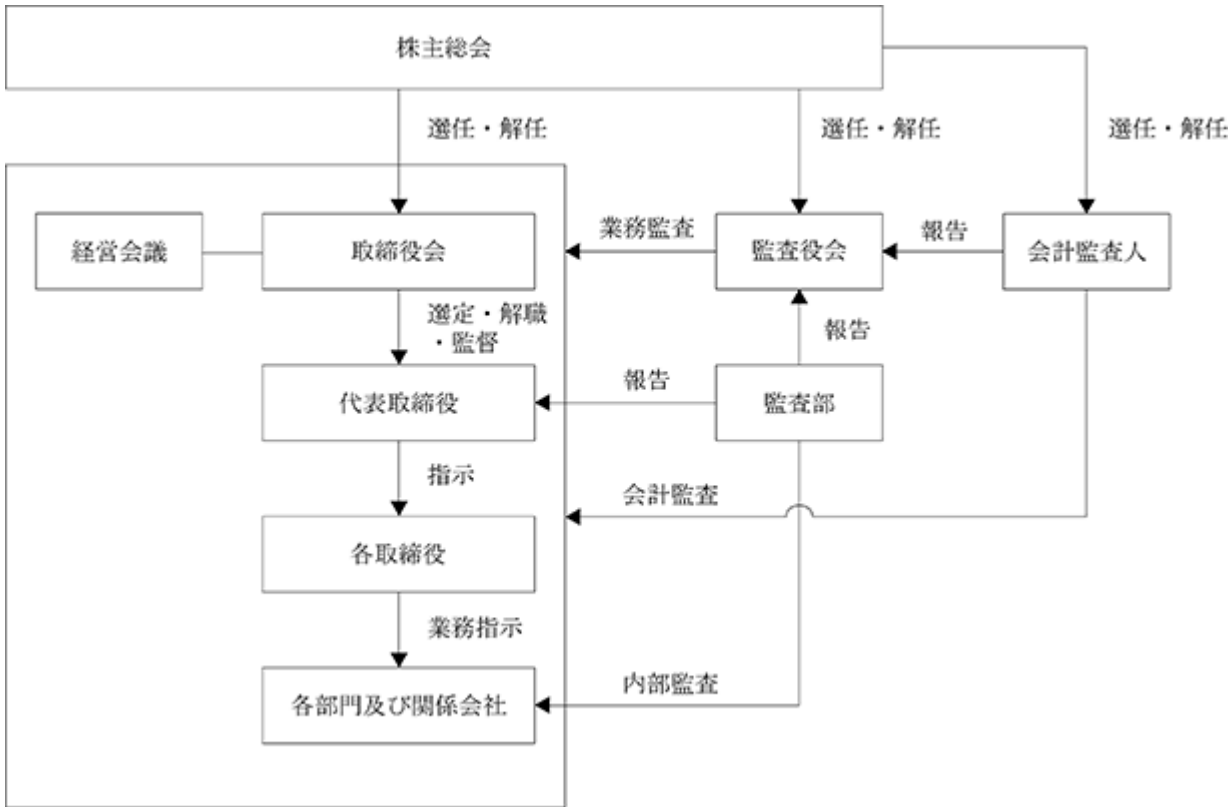 株主総会
選任・解任
選任・解任
選任・解任
経営会議
取締役会
業務監査
監査役会
報告
会計監査人
選定・解職
・監督
報告
代表取締役
報告
監査部
指示
会計監査
各取締役
業務指示
内部監査
各部門及び関係会社